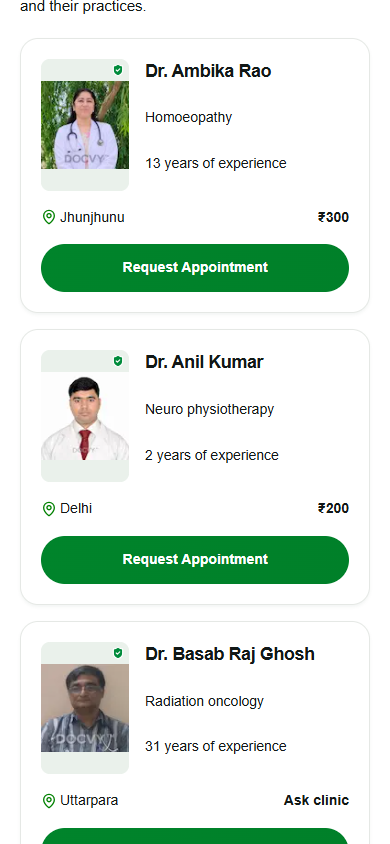 and their practices.
Dr. Ambika Rao
Homoeopathy
DOCVY
13 years of experience
Jhunjhunu
₹300
Request Appointment
Dr. Anil Kumar
Neuro physiotherapy
2 years of experience
Delhi
₹200
Request Appointment
Dr. Basab Raj Ghosh
Radiation oncology
DOCVY
31 years of experience
Uttarpara
Ask clinic